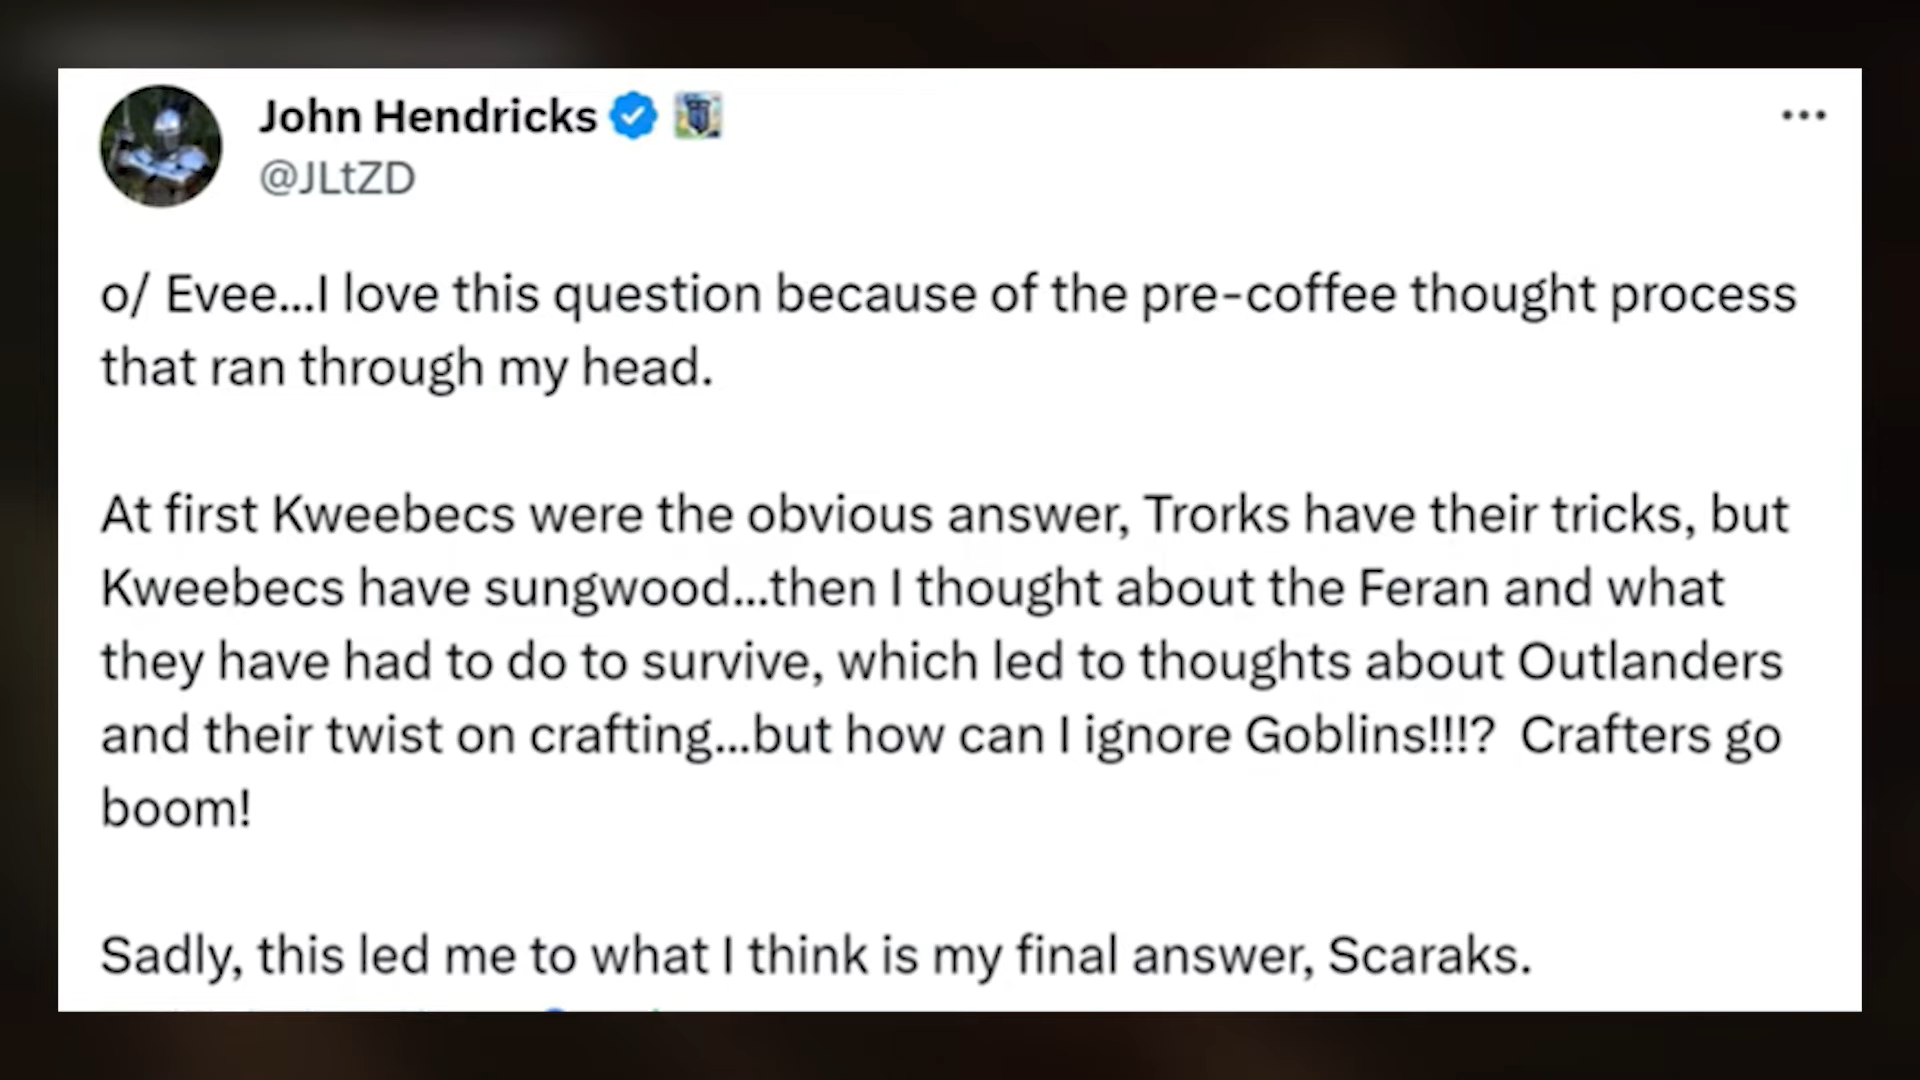 John Hendricks
@JLtZD
o/ Evee...I love this question because of the pre-coffee thought process
that ran through my head.
At first Kweebecs were the obvious answer, Trorks have their tricks, but
Kweebecs have sungwood...then I thought about the Feran and what
they have had to do to survive, which led to thoughts about Outlanders
and their twist on crafting...but how can I ignore Goblins!!!?  Crafters go
boom!
Sadly, this led me to what I think is my final answer, Scaraks.